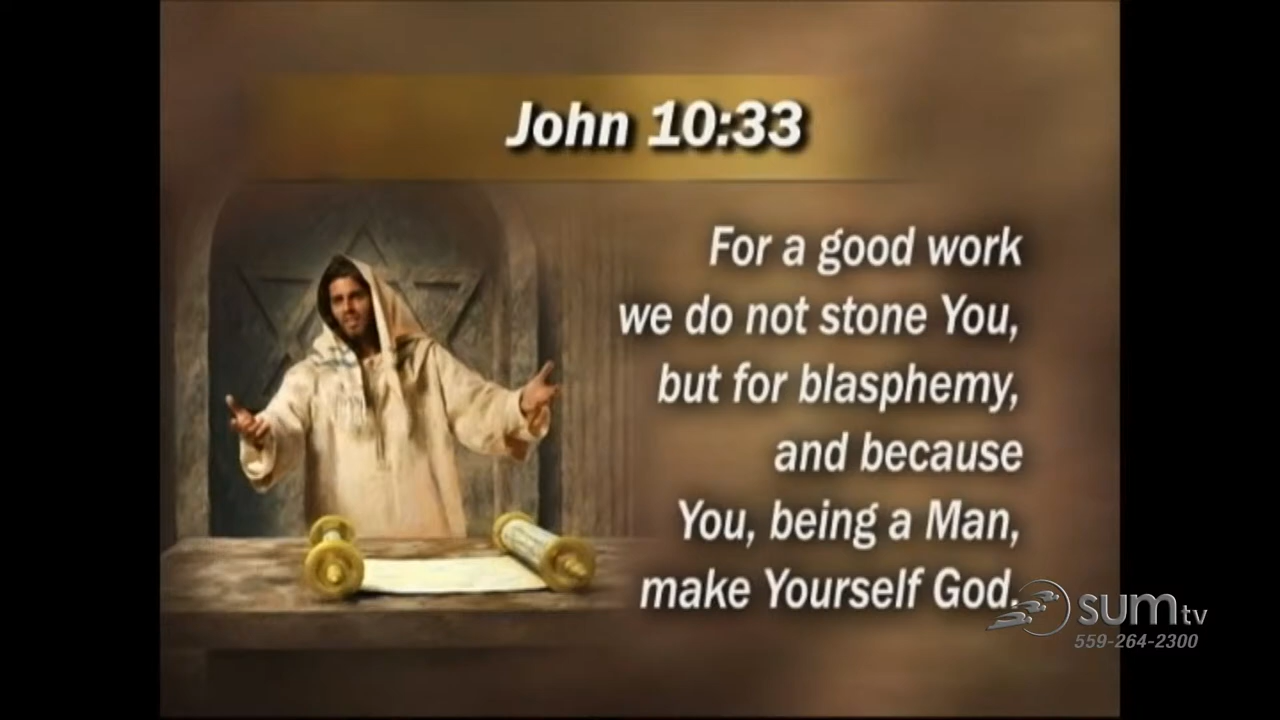 John 10:33
For a good work
we do not stone You,
but for blasphemy,
and because
You, being a Man,
make Yourself God.
sumtv
559-264-2300